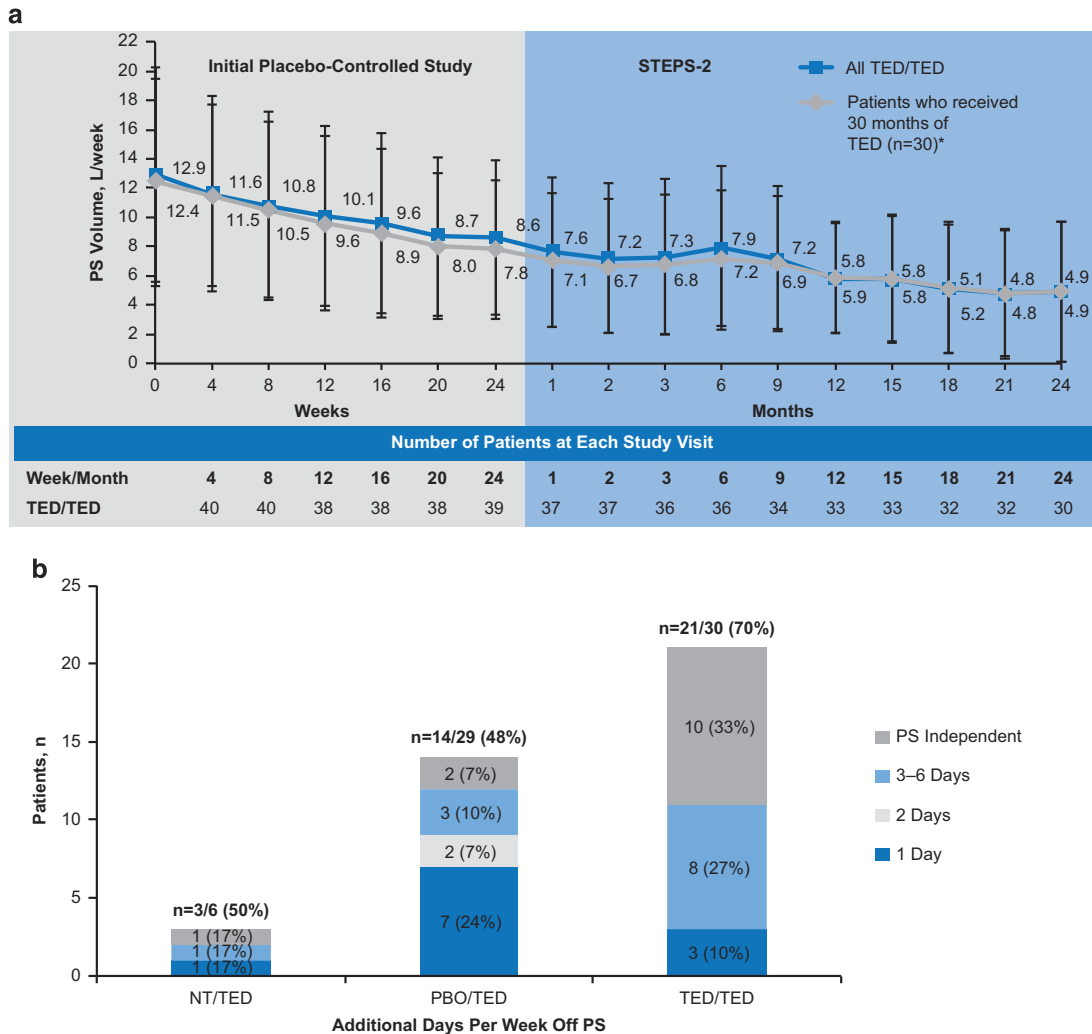 a
Initial Placebo-Controlled Study
STEPS-2
All TED/TED
Patients who received
30 months of
TED (n=30)*
PS Volume, L/week
22
20
18
16
14
12
10
8
6
4
2
0
12.9 11.6 10.8 10.1 9.6 8.7 8.6 7.6 7.2 7.3 7.9 7.2 5.8 5.8 5.1 4.8 4.9
12.4 11.5 10.5 9.6 8.9 8.0 7.8 7.1 6.7 6.8 7.2 6.9 5.9 5.8 5.2 4.8 4.9
0 4 8 12 16 20 24 1 2 3 6 9 12 15 18 21 24
Weeks Months
Number of Patients at Each Study Visit
Week/Month 4 8 12 16 20 24 1 2 3 6 9 12 15 18 21 24
TED/TED 40 40 38 38 38 39 37 37 36 36 34 33 33 32 32 30
b
Patients, n
25
20
15
10
5
0
n=3/6 (50%)
1 (17%)
1 (17%)
1 (17%)
n=14/29 (48%)
2 (7%)
3 (10%)
2 (7%)
7 (24%)
n=21/30 (70%)
10 (33%)
8 (27%)
3 (10%)
PS Independent
3–6 Days
2 Days
1 Day
NT/TED PBO/TED TED/TED
Additional Days Per Week Off PS